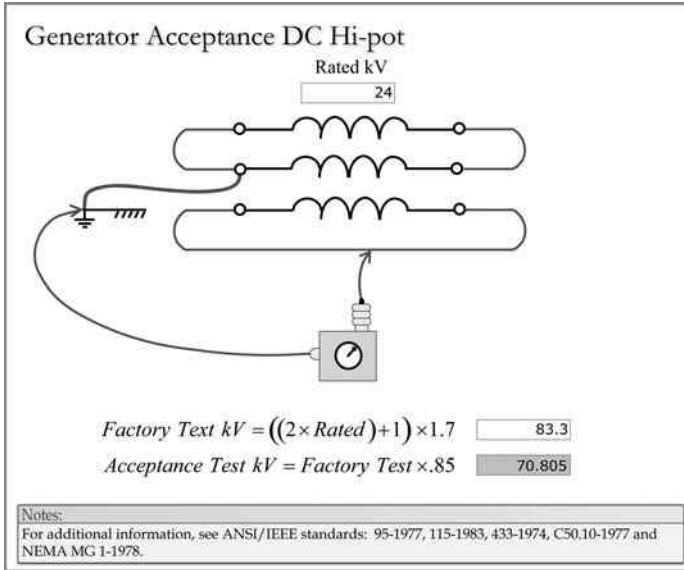 Generator Acceptance DC Hi-pot
Rated kV
24
Factory Text kV = ((2 × Rated) + 1) × 1.7 83.3
Acceptance Test kV = Factory Test × .85 70.805
Notes:
For additional information, see ANSI/IEEE standards: 95-1977, 115-1983, 433-1974, C50.10-1977 and
NEMA MG 1-1978.